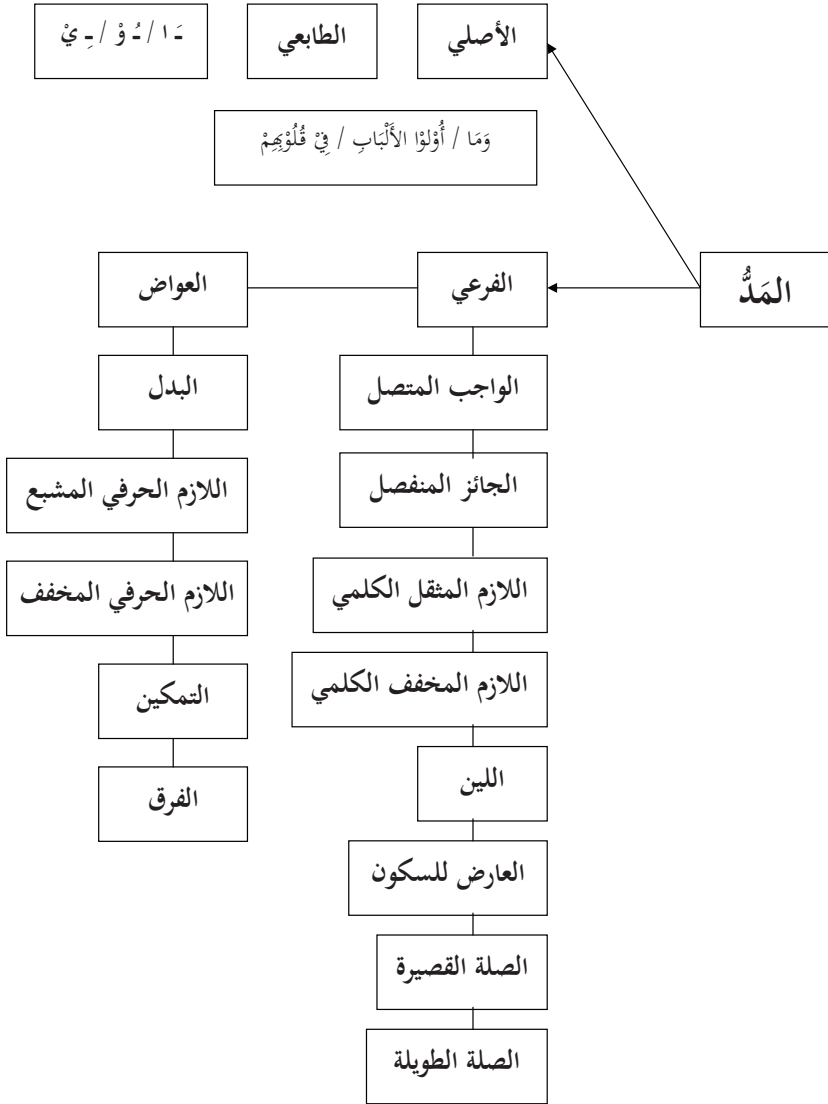 الأصلي
الطابعي
ـَ ا / ـُ وْ / ـِ يْ
وَمَا / أُوْلوْا الأَلْبَابِ / فِيْ قُلُوْبِهِمْ
المَدُّ
الفرعي
العواض
الواجب المتصل
الجائز المنفصل
اللازم المثقل الكلمي
اللازم المخفف الكلمي
اللين
العارض للسكون
الصلة القصيرة
الصلة الطويلة
البدل
اللازم الحرفي المشبع
اللازم الحرفي المخفف
التمكين
الفرق